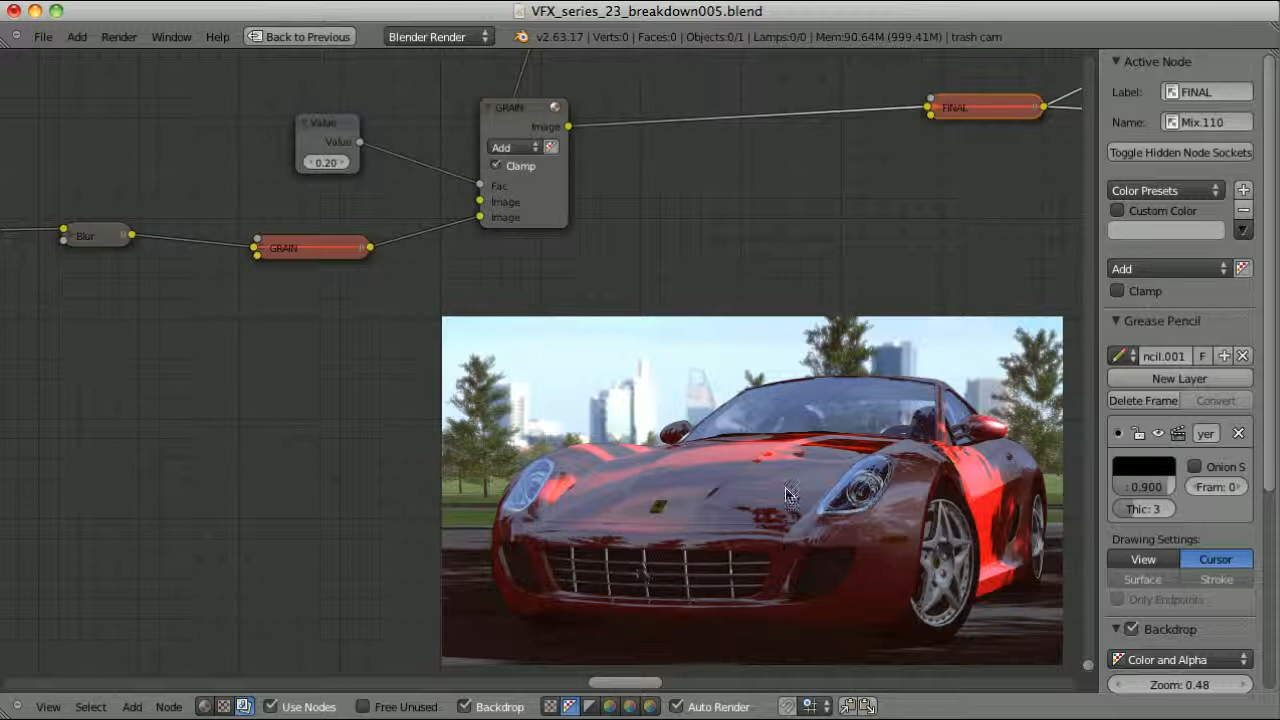 VFX_series_23_breakdown005.blend
File Add Render Window Help Back to Previous Blender Render v2.63.17 | Verts:0 | Faces:0 | Objects:0/1 | Lamps:0/0 | Mem:90.64M (999.41M) | trash cam
Active Node
Label: FINAL
Name: Mix.110
Toggle Hidden Node Sockets
Color Presets
Custom Color
Add
Clamp
Grease Pencil
ncil.001 F
New Layer
Delete Frame Convert
yer
Onion S
: 0.900 Fram: 0
Thic: 3
Drawing Settings:
View Cursor
Surface Stroke
Only Endpoints
Backdrop
Color and Alpha
Zoom: 0.48
Value
Value
0.20
Blur
GRAIN
GRAIN
Image
Add
Clamp
Fac
Image
Image
FINAL
View Select Add Node Use Nodes Free Unused Backdrop Auto Render